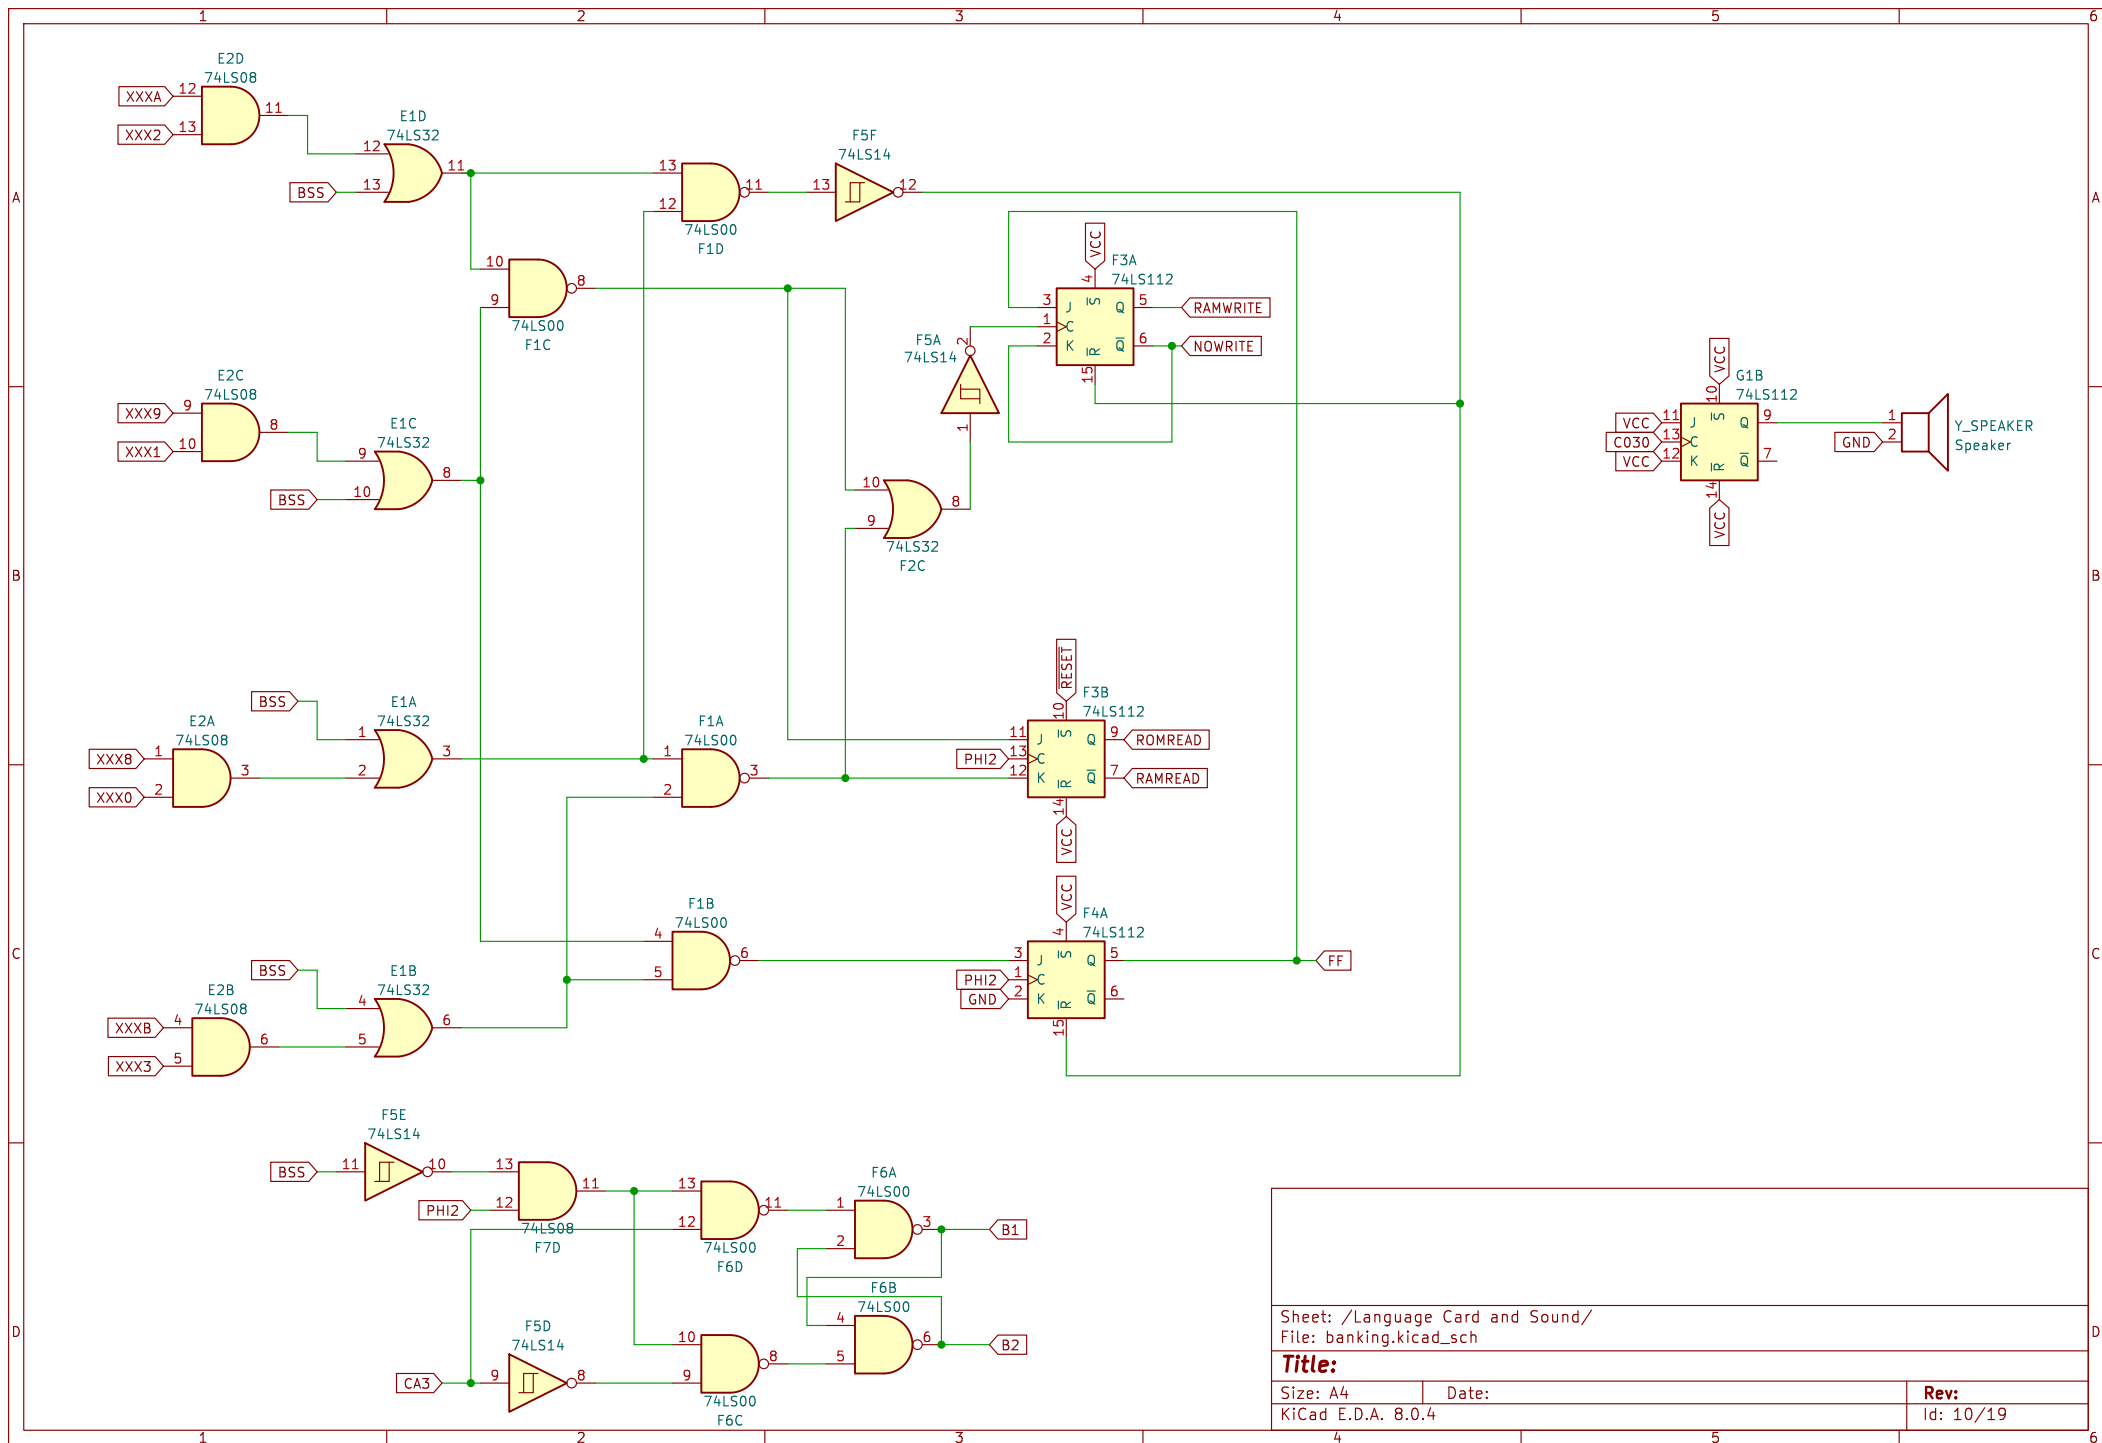 1 2 3 4 5 6
A
B
C
D
A
B
C
D
1 2 3 4 5 6
E2D
74LS08
XXXA 12
XXX2 13
11
E1D
74LS32
12
BSS 13
11
13
12
11
74LS00
F1D
F5F
74LS14
13 12
10
9
8
74LS00
F1C
VCC
F3A
74LS112
4
3 J S Q 5 RAMWRITE
1 C
2 K R Q 6 NOWRITE
15
F5A
74LS14
2
1
E2C
74LS08
XXX9 9
XXX1 10
8
E1C
74LS32
9
BSS 10
8
10
9
8
74LS32
F2C
VCC
G1B
74LS112
10
VCC 11 J S Q 9
C030 13 C
VCC 12 K R Q 7
14
VCC
1
GND 2
Y_SPEAKER
Speaker
E2A
74LS08
XXX8 1
XXX0 2
3
BSS
E1A
74LS32
1
2
3
F1A
74LS00
1
2
3
RESET
F3B
74LS112
10
11 J S Q 9 ROMREAD
PHI2 13 C
12 K R Q 7 RAMREAD
14
VCC
E2B
74LS08
XXXB 4
XXX3 5
6
BSS
E1B
74LS32
4
5
6
F1B
74LS00
4
5
6
VCC
F4A
74LS112
4
3 J S Q 5 FF
PHI2 1 C
GND 2 K R Q 6
15
F5E
74LS14
BSS 11 10
13
PHI2 12
11
74LS08
F7D
13
12
11
74LS00
F6D
F6A
74LS00
1
2
3 B1
F6B
74LS00
4
5
6 B2
F5D
74LS14
CA3 9 8
10
9
8
74LS00
F6C
Sheet: /Language Card and Sound/
File: banking.kicad_sch
Title:
Size: A4 Date: Rev:
KiCad E.D.A. 8.0.4 Id: 10/19